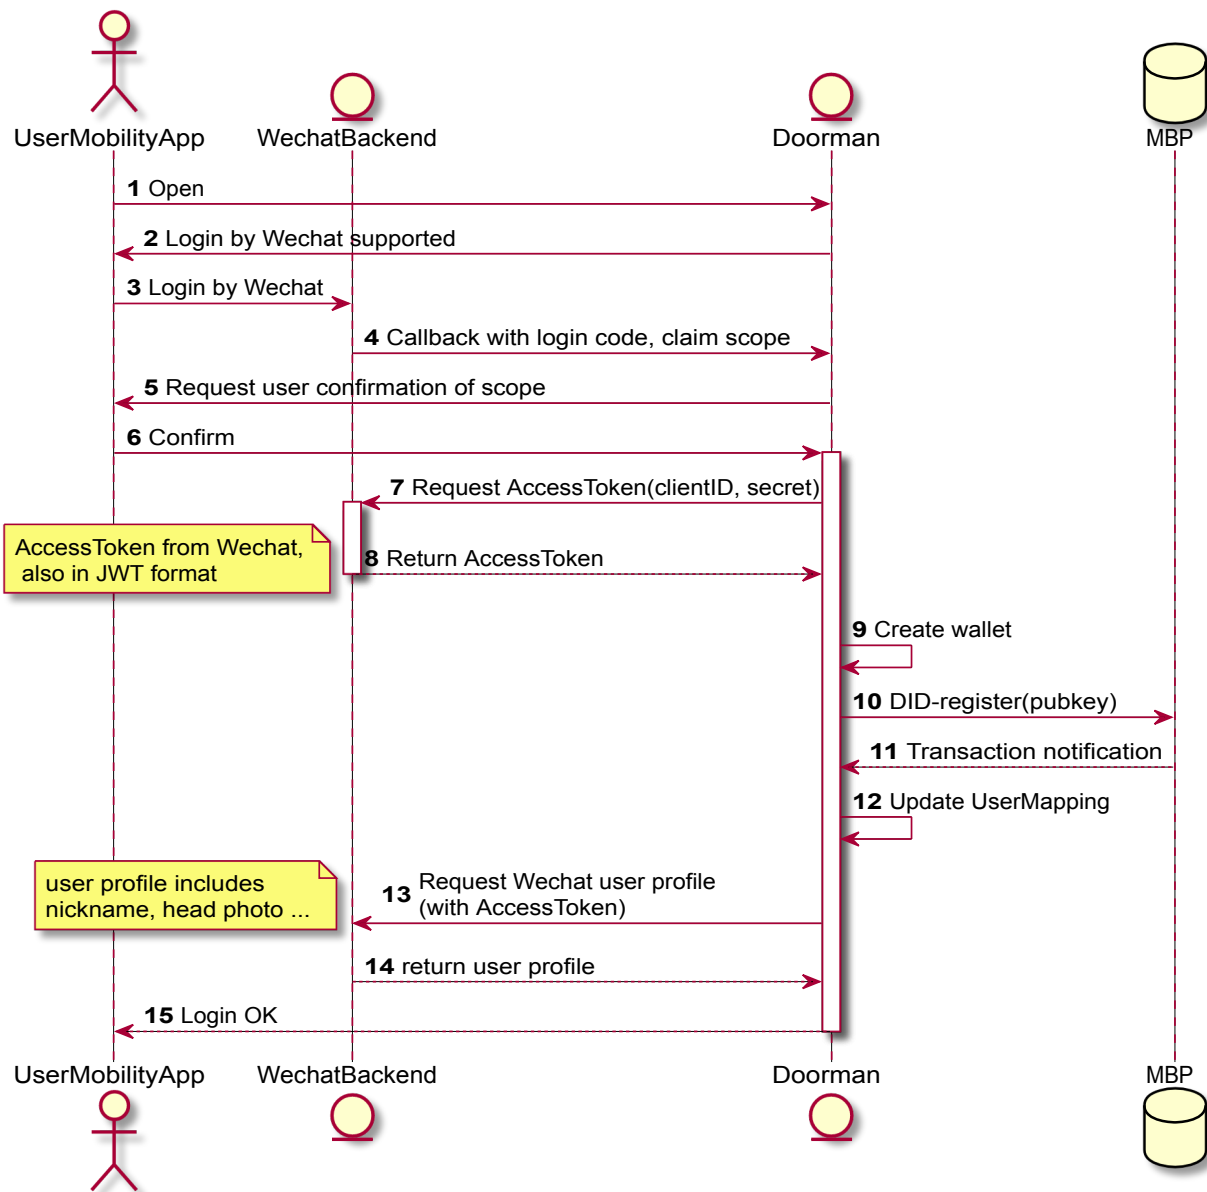 UserMobilityApp WechatBackend Doorman MBP
1 Open
2 Login by Wechat supported
3 Login by Wechat
4 Callback with login code, claim scope
5 Request user confirmation of scope
6 Confirm
7 Request AccessToken(clientID, secret)
AccessToken from Wechat,
also in JWT format
8 Return AccessToken
9 Create wallet
10 DID-register(pubkey)
11 Transaction notification
12 Update UserMapping
user profile includes
nickname, head photo ...
13 Request Wechat user profile
(with AccessToken)
14 return user profile
15 Login OK
UserMobilityApp WechatBackend Doorman MBP